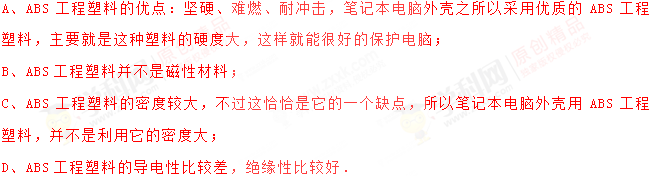 A、ABS 工程塑料的优点：坚硬、难燃、耐冲击，笔记本电脑外壳之所以采用优质的 ABS 工程
塑料，主要就是这种塑料的硬度大，这样就能很好的保护电脑；
B、ABS 工程塑料并不是磁性材料；
C、ABS 工程塑料的密度较大，不过这恰恰是它的一个缺点，所以笔记本电脑外壳用 ABS 工程
塑料，并不是利用它的密度大；
D、ABS 工程塑料的导电性比较差，绝缘性比较好．